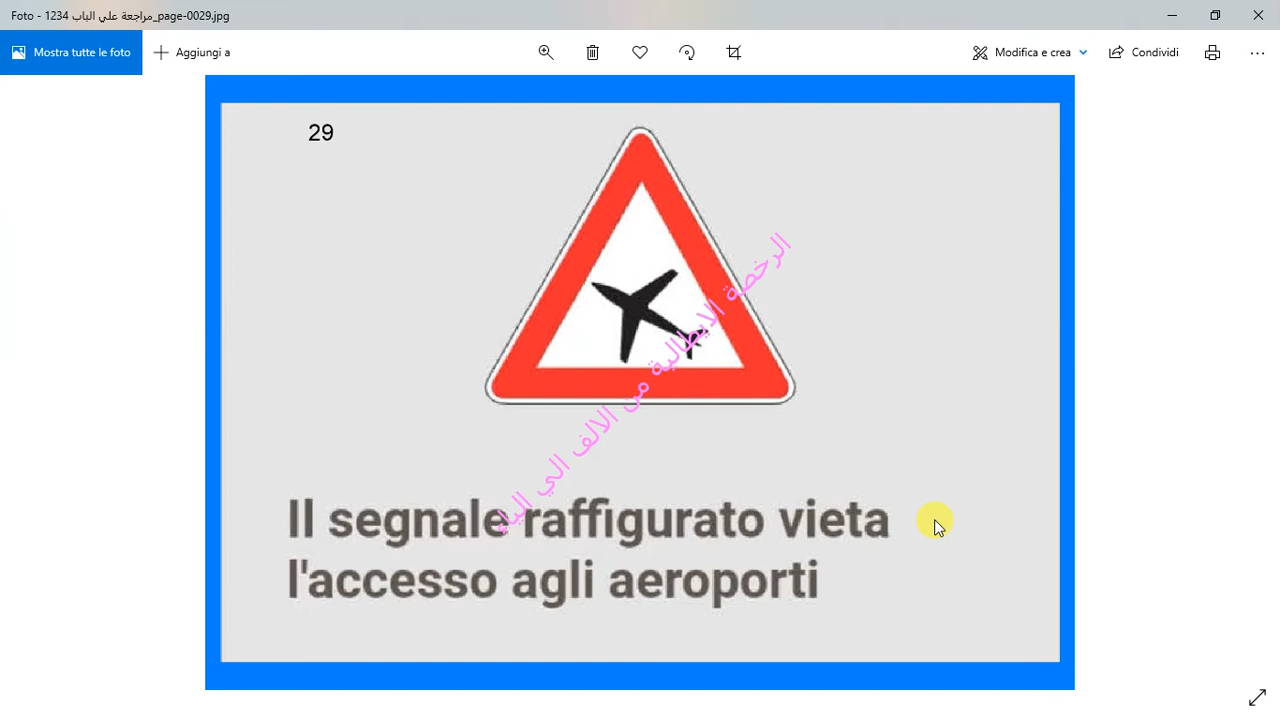 Foto - 1234 مراجعة علي الباب_page-0029.jpg
Mostra tutte le foto
Aggiungi a
Modifica e crea
Condividi
29
الرخصة الايطالية من الالف الي الياء
Il segnale raffigurato vieta
l'accesso agli aeroporti